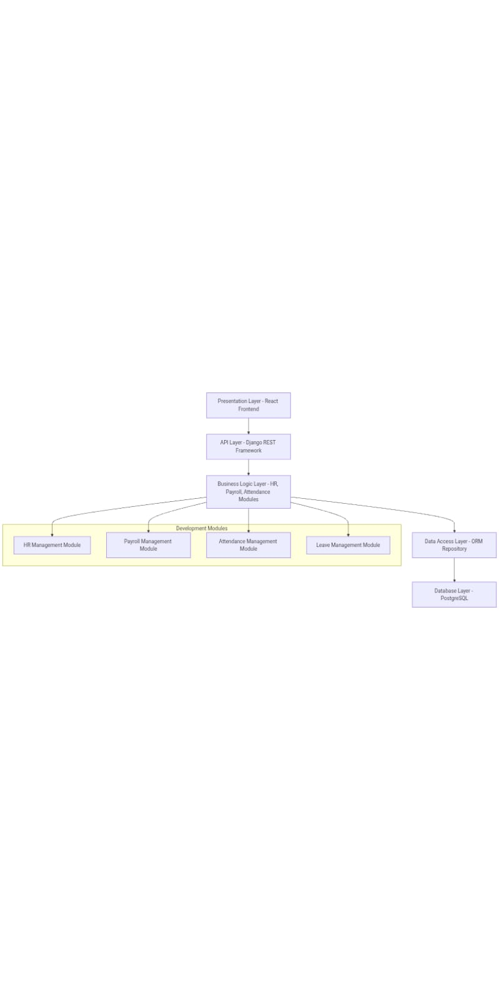 Presentation Layer - React
Frontend
API Layer - Django REST
Framework
Business Logic Layer - HR,
Payroll, Attendance
Modules
Development Modules
HR Management Module
Payroll Management
Module
Attendance Management
Module
Leave Management Module
Data Access Layer - ORM
Repository
Database Layer -
PostgreSQL